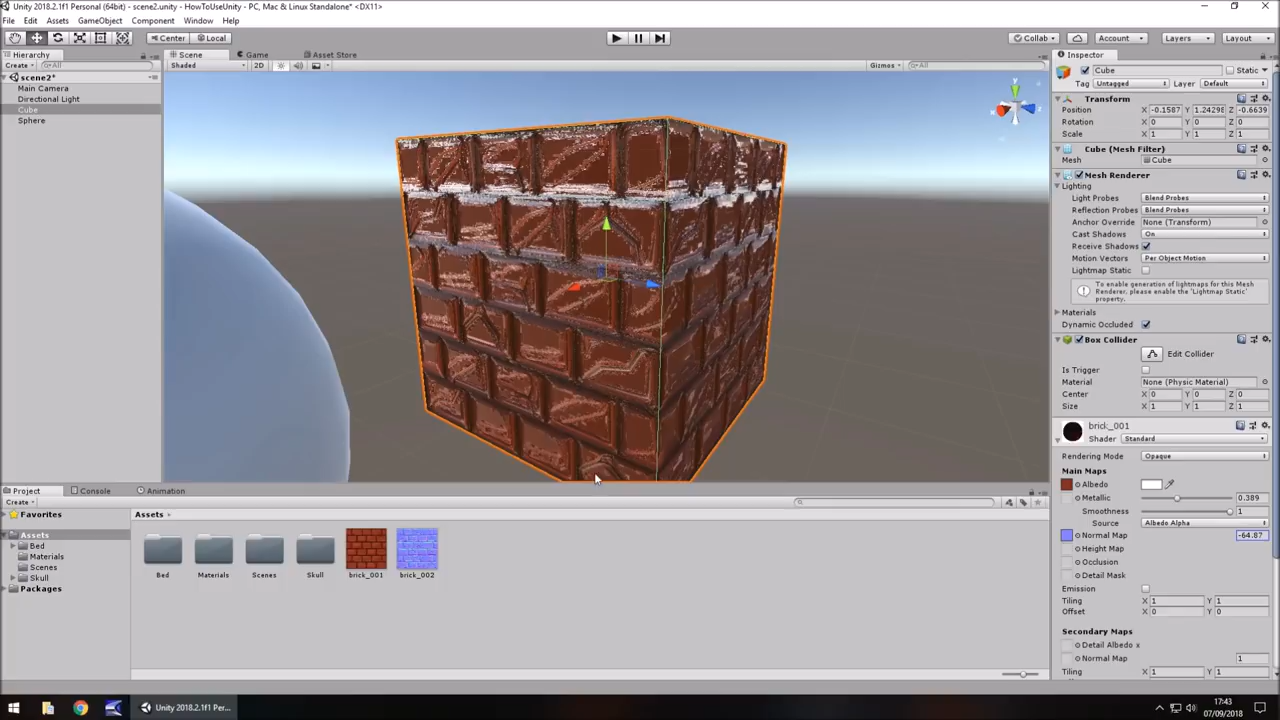 Unity 2018.2.1f1 Personal (64bit) - scene2.unity - HowToUseUnity - PC, Mac & Linux Standalone* <DX11>
File Edit Assets GameObject Component Window Help
Center Local Collab Account Layers Layout
Hierarchy Scene Game Asset Store Inspector
Create All Shaded 2D Gizmos All Cube Static
scene2*
Tag Untagged Layer Default
Main Camera
Directional Light
Cube
Sphere
Transform
Position X -0.1587 Y 1.2429 Z -0.6639
Rotation X 0 Y 0 Z 0
Scale X 1 Y 1 Z 1
Cube (Mesh Filter)
Mesh Cube
Mesh Renderer
Lighting
Light Probes Blend Probes
Reflection Probes Blend Probes
Anchor Override None (Transform)
Cast Shadows On
Receive Shadows
Motion Vectors Per Object Motion
Lightmap Static
To enable generation of lightmaps for this Mesh
Renderer, please enable the 'Lightmap Static'
property.
Materials
Dynamic Occluded
Box Collider
Edit Collider
Is Trigger
Material None (Physic Material)
Center X 0 Y 0 Z 0
Size X 1 Y 1 Z 1
brick_001
Shader Standard
Rendering Mode Opaque
Main Maps
Albedo
Metallic 0.389
Smoothness 1
Source Albedo Alpha
Normal Map -64.87
Height Map
Occlusion
Detail Mask
Emission
Tiling X 1 Y 1
Offset X 0 Y 0
Secondary Maps
Detail Albedo x
Normal Map 1
Tiling X 1 Y 1
Project Console Animation
Create
Favorites
Assets
Bed
Materials
Scenes
Skull
Packages
Assets
Bed Materials Scenes Skull brick_001 brick_002
x y z
Unity 2018.2.1f1 Per...
17:43
07/09/2018